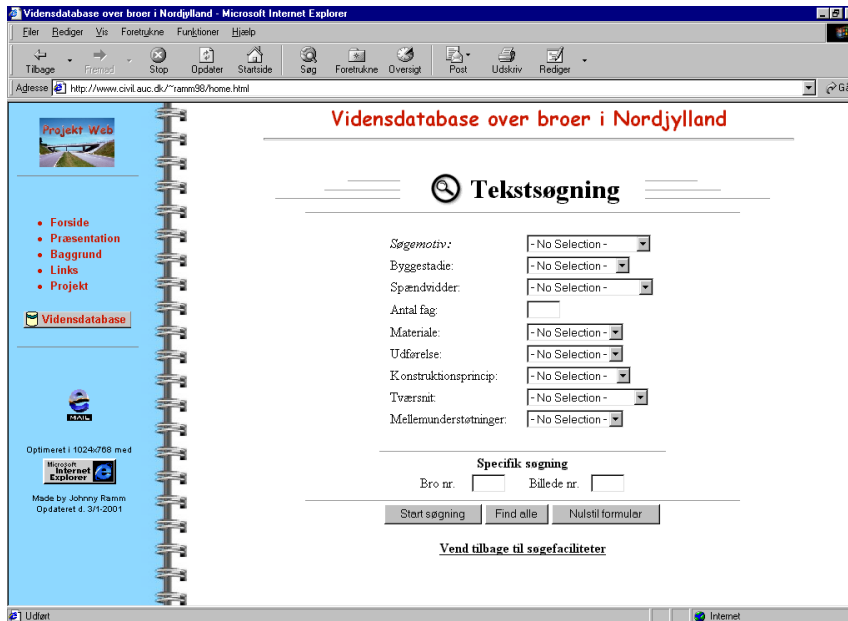 Vidensdatabase over broer i Nordjylland - Microsoft Internet Explorer
Filer Rediger Vis Foretrukne Funktioner Hjælp
Tilbage Fremad Stop Opdater Startside Søg Foretrukne Oversigt Post Udskriv Rediger
Adresse http://www.civil.auc.dk/~ramm98/home.html
Projekt Web
Forside
Præsentation
Baggrund
Links
Projekt
Vidensdatabase
MAIL
Optimeret i 1024x768 med
Microsoft
Internet
Explorer
Made by Johnny Ramm
Opdateret d. 3/1-2001
Vidensdatabase over broer i Nordjylland
Tekstsøgning
Søgemotiv: - No Selection -
Byggestadie: - No Selection -
Spændvidder: - No Selection -
Antal fag:
Materiale: - No Selection -
Udførelse: - No Selection -
Konstruktionsprincip: - No Selection -
Tværsnit: - No Selection -
Mellemunderstøtninger: - No Selection -
Specifik søgning
Bro nr. Billede nr.
Start søgning Find alle Nulstil formular
Vend tilbage til søgefaciliteter
Udført Internet